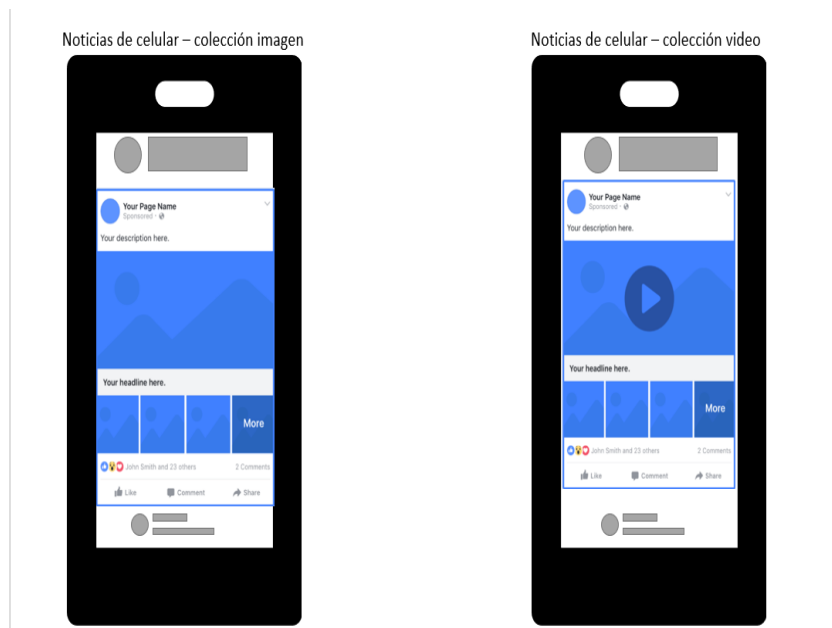 Noticias de celular – colección imagen
Your Page Name
Sponsored ·
Your description here.
Your headline here.
More
John Smith and 23 others 2 Comments
Like Comment Share
Noticias de celular – colección video
Your Page Name
Sponsored ·
Your description here.
Your headline here.
More
John Smith and 23 others 2 Comments
Like Comment Share